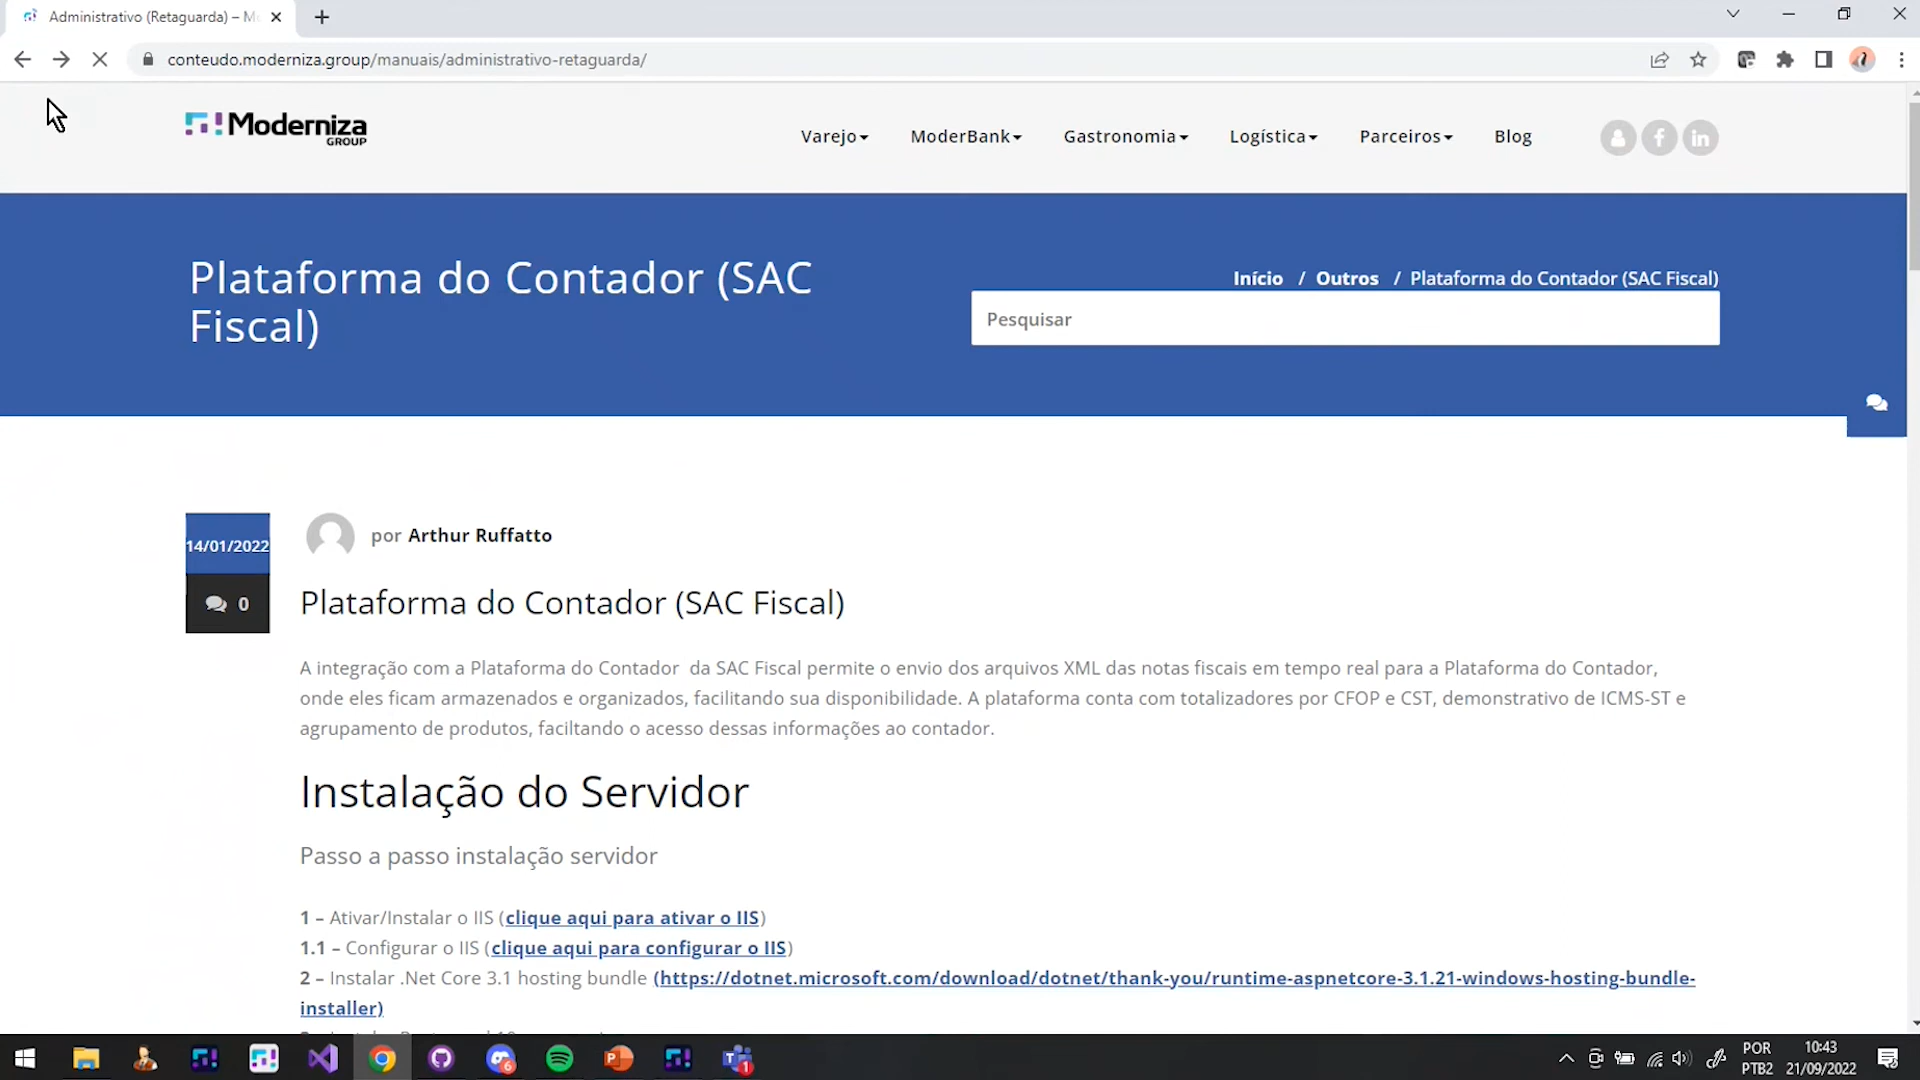 Administrativo (Retaguarda) – M
conteudo.moderniza.group/manuais/administrativo-retaguarda/
Moderniza
GROUP
Varejo
ModerBank
Gastronomia
Logística
Parceiros
Blog
Plataforma do Contador (SAC
Fiscal)
Início / Outros / Plataforma do Contador (SAC Fiscal)
Pesquisar
14/01/2022
0
por Arthur Ruffatto
Plataforma do Contador (SAC Fiscal)
A integração com a Plataforma do Contador da SAC Fiscal permite o envio dos arquivos XML das notas fiscais em tempo real para a Plataforma do Contador,
onde eles ficam armazenados e organizados, facilitando sua disponibilidade. A plataforma conta com totalizadores por CFOP e CST, demonstrativo de ICMS-ST e
agrupamento de produtos, faciltando o acesso dessas informações ao contador.
Instalação do Servidor
Passo a passo instalação servidor
1 – Ativar/Instalar o IIS (clique aqui para ativar o IIS)
1.1 – Configurar o IIS (clique aqui para configurar o IIS)
2 – Instalar .Net Core 3.1 hosting bundle (https://dotnet.microsoft.com/download/dotnet/thank-you/runtime-aspnetcore-3.1.21-windows-hosting-bundle-
installer)
6
1
POR
PTB2
10:43
21/09/2022